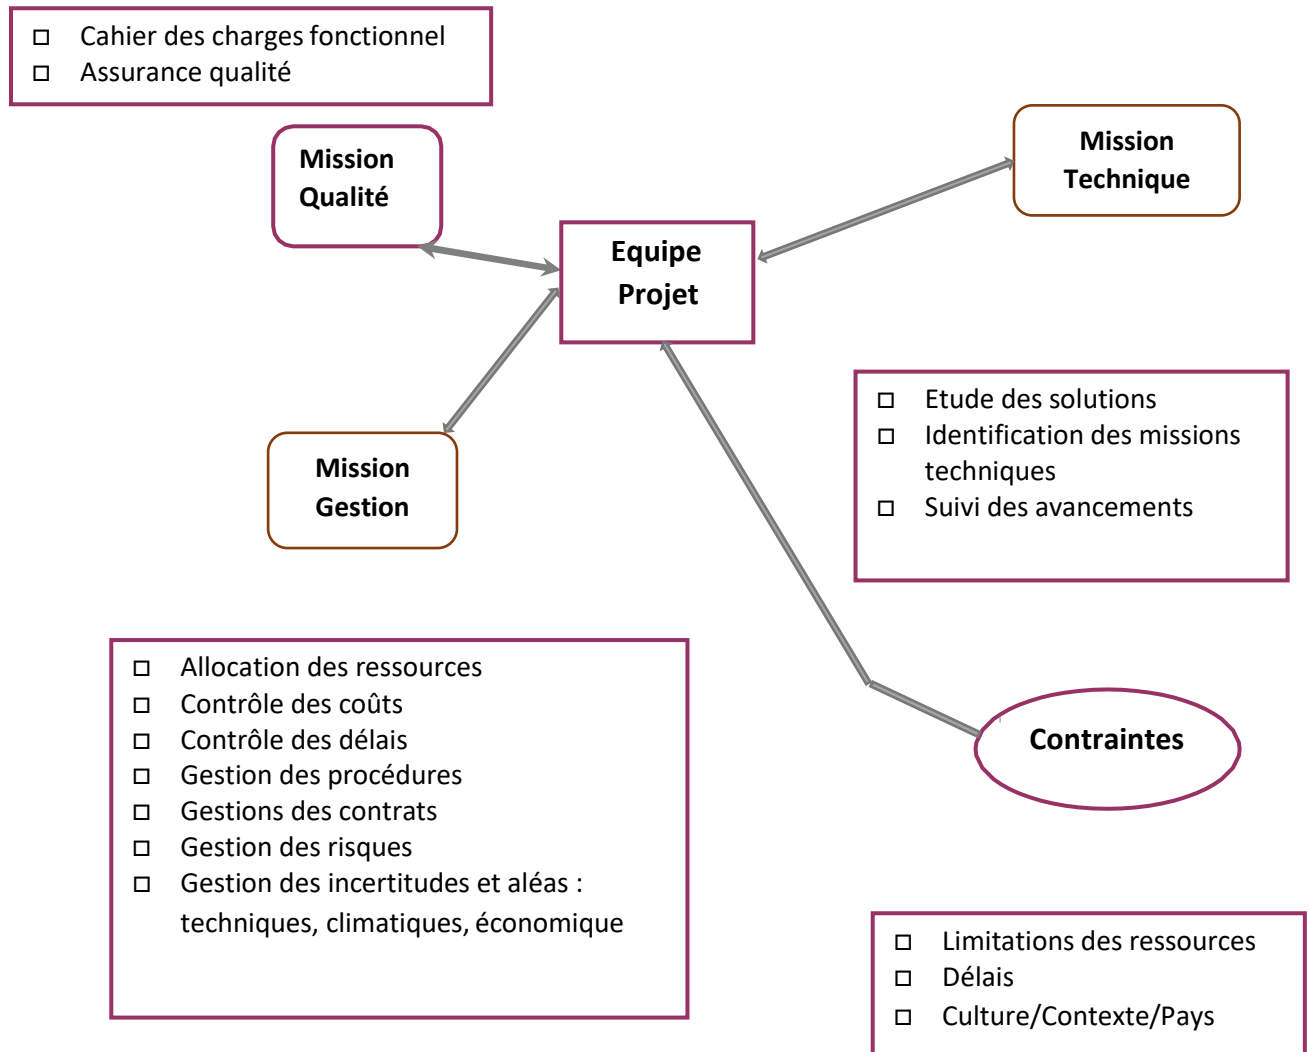 Cahier des charges fonctionnel
Assurance qualité
Mission
Qualité
Mission
Technique
Equipe
Projet
Etude des solutions
Identification des missions
techniques
Suivi des avancements
Mission
Gestion
Allocation des ressources
Contrôle des coûts
Contrôle des délais
Gestion des procédures
Gestions des contrats
Gestion des risques
Gestion des incertitudes et aléas :
techniques, climatiques, économique
Contraintes
Limitations des ressources
Délais
Culture/Contexte/Pays